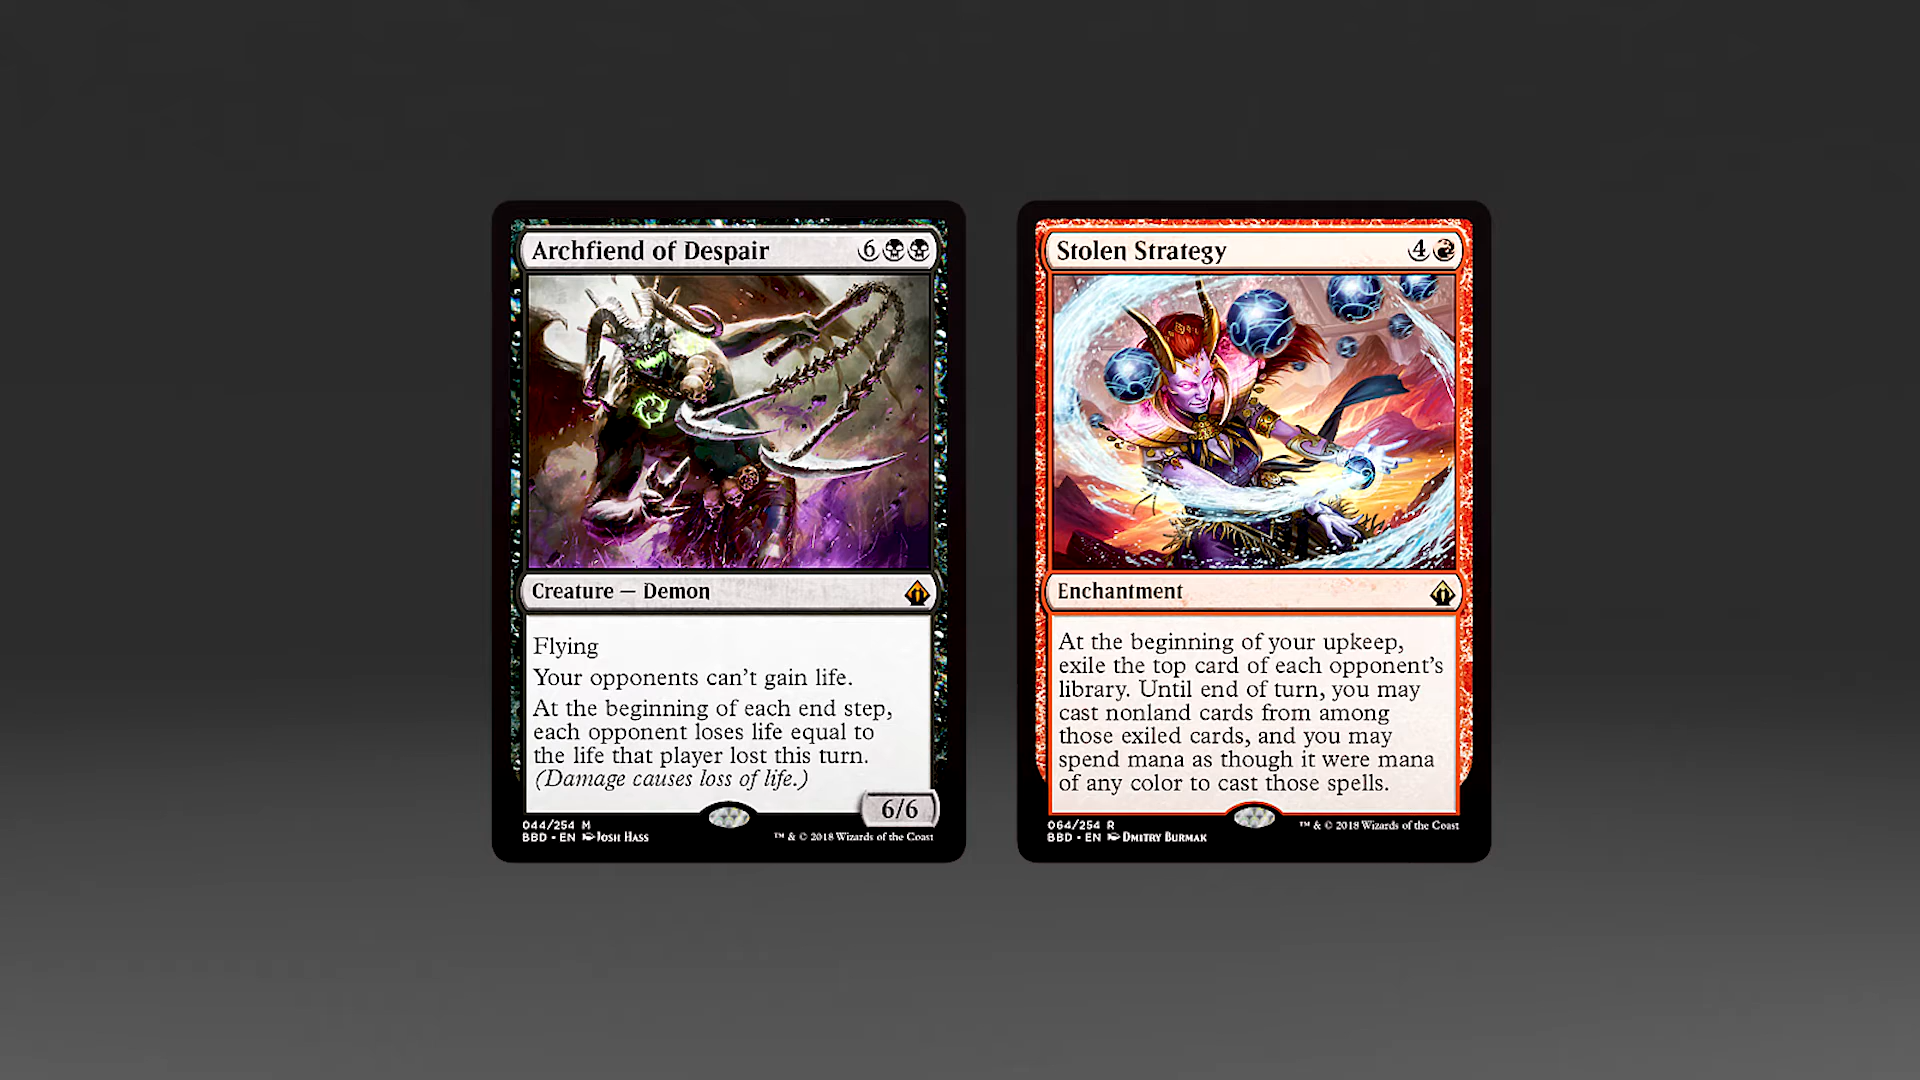 Archfiend of Despair 6
Creature — Demon
Flying
Your opponents can't gain life.
At the beginning of each end step,
each opponent loses life equal to
the life that player lost this turn.
(Damage causes loss of life.)
6/6
044/254 M
BBD • EN Josh Hass
™ & © 2018 Wizards of the Coast
Stolen Strategy 4
Enchantment
At the beginning of your upkeep,
exile the top card of each opponent's
library. Until end of turn, you may
cast nonland cards from among
those exiled cards, and you may
spend mana as though it were mana
of any color to cast those spells.
064/254 R
BBD • EN Dmitry Burmak
™ & © 2018 Wizards of the Coast